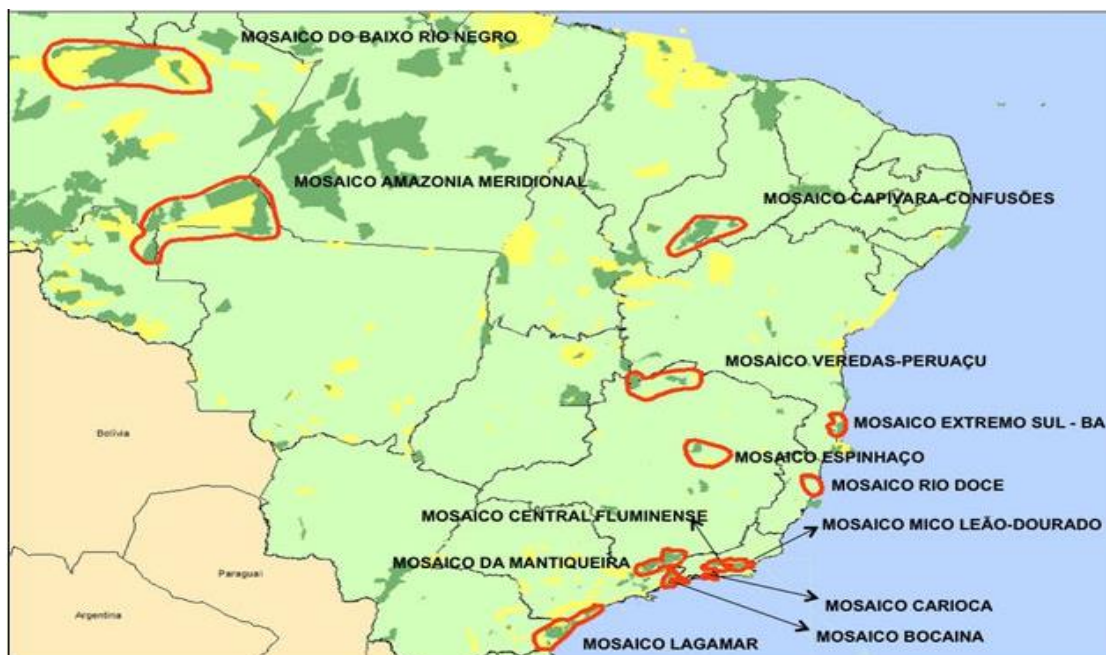 MOSAICO DO BAIXO RIO NEGRO
MOSAICO AMAZONIA MERIDIONAL
MOSAICO CAPIVARA-CONFUSÕES
MOSAICO VEREDAS-PERUAÇU
MOSAICO EXTREMO SUL - BA
Bolívia
MOSAICO ESPINHAÇO
MOSAICO RIO DOCE
MOSAICO CENTRAL FLUMINENSE
MOSAICO MICO LEÃO-DOURADO
MOSAICO DA MANTIQUEIRA
Paraguai
MOSAICO CARIOCA
Argentina
MOSAICO BOCAINA
MOSAICO LAGAMAR